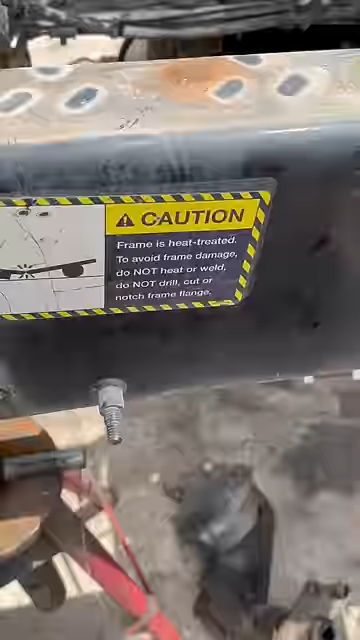 CAUTION
Frame is heat-treated.
To avoid frame damage,
do NOT heat or weld,
do NOT drill, cut or
notch frame flange.